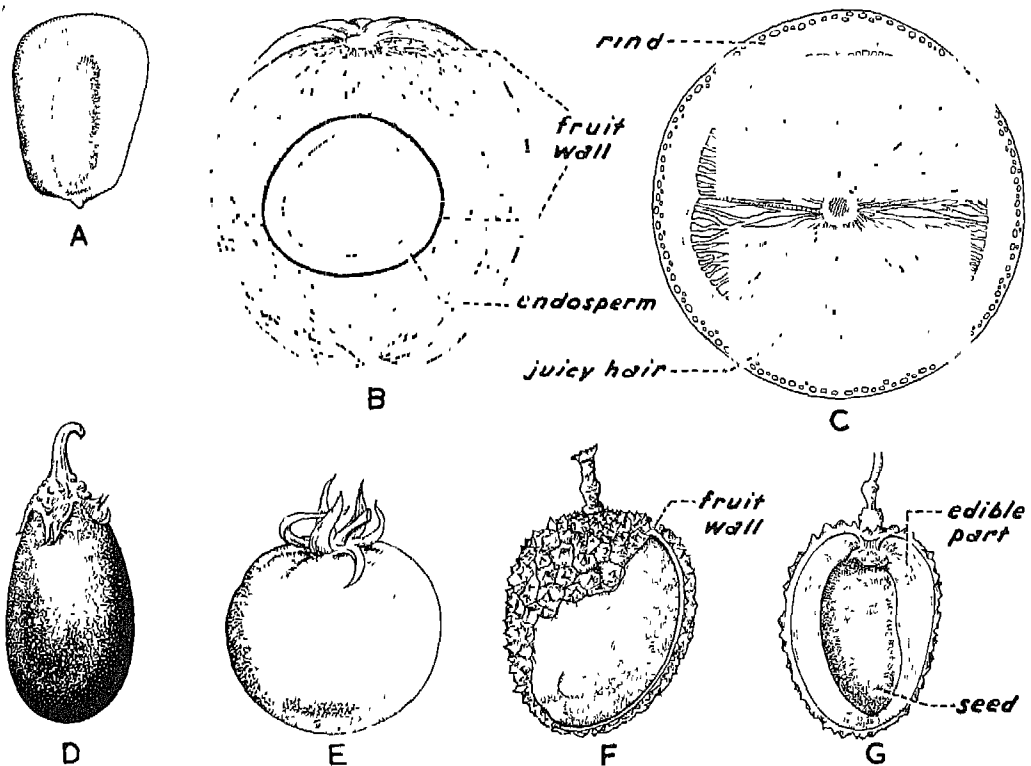 A
B
fruit
wall
endosperm
rind
juicy hair
C
D
E
fruit
wall
F
edible
part
seed
G